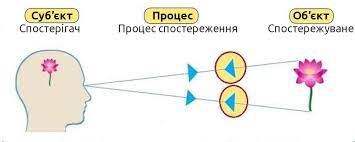 Суб'єкт Процес Об'єкт
Спостерігач Процес спостереження Спостережуване